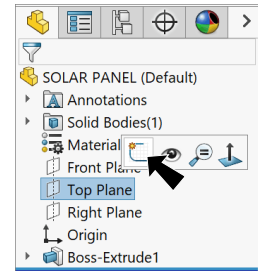 SOLAR PANEL (Default)
Annotations
Solid Bodies(1)
Material
Front Plane
Top Plane
Right Plane
Origin
Boss-Extrude1